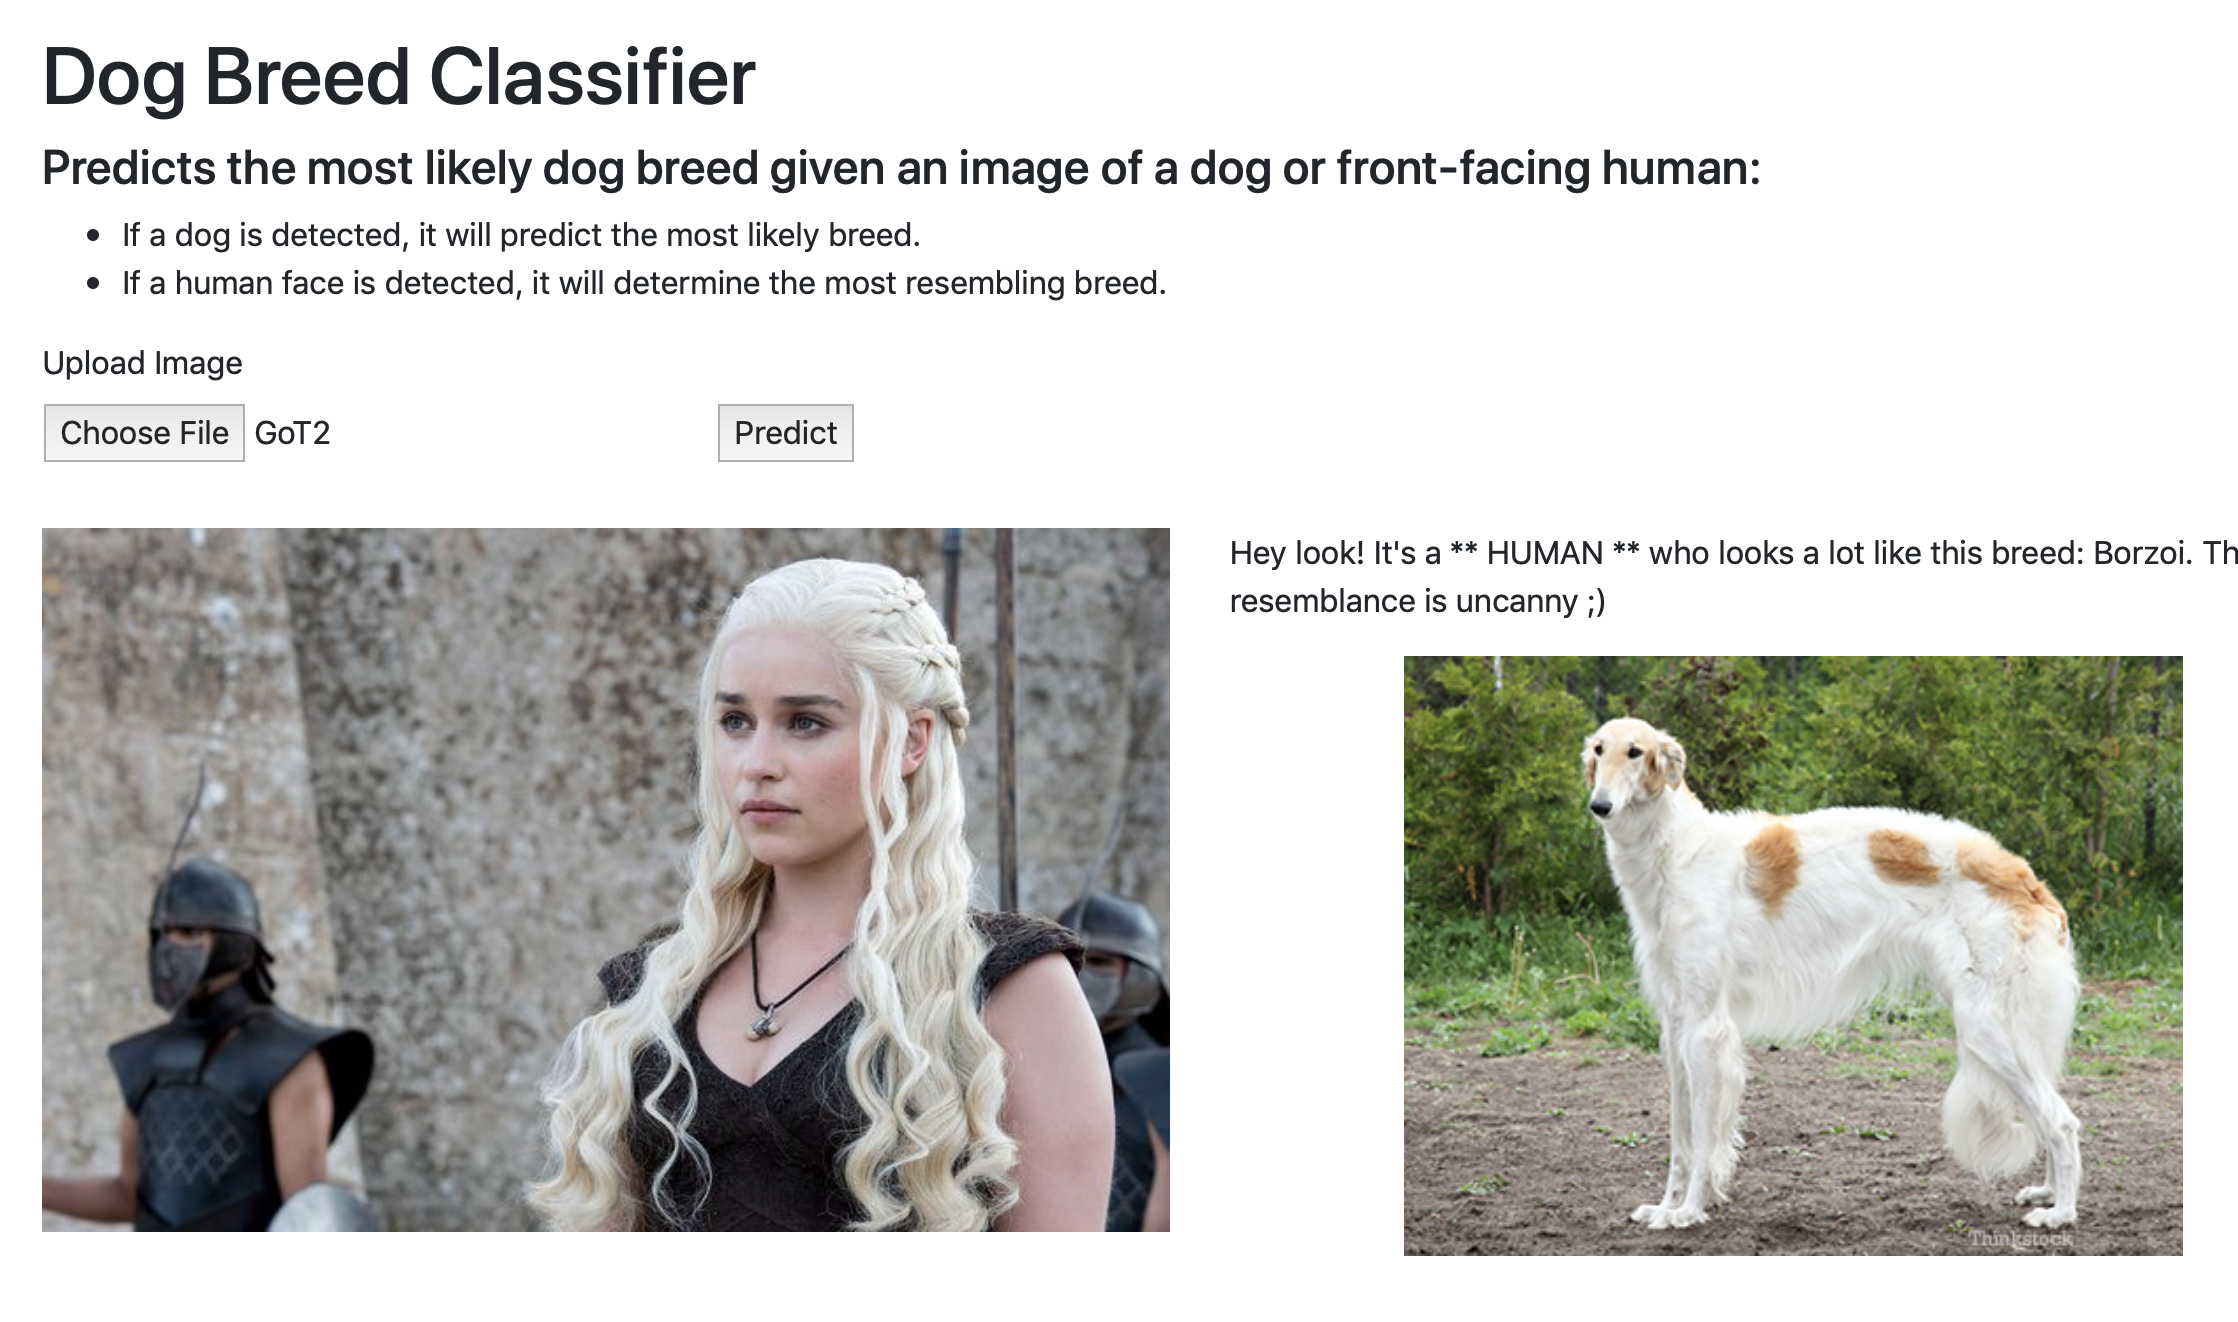 Dog Breed Classifier
Predicts the most likely dog breed given an image of a dog or front-facing human:
If a dog is detected, it will predict the most likely breed.
If a human face is detected, it will determine the most resembling breed.
Upload Image
Choose File GoT2 Predict
Hey look! It's a ** HUMAN ** who looks a lot like this breed: Borzoi. Th
resemblance is uncanny ;)
Thinkstock